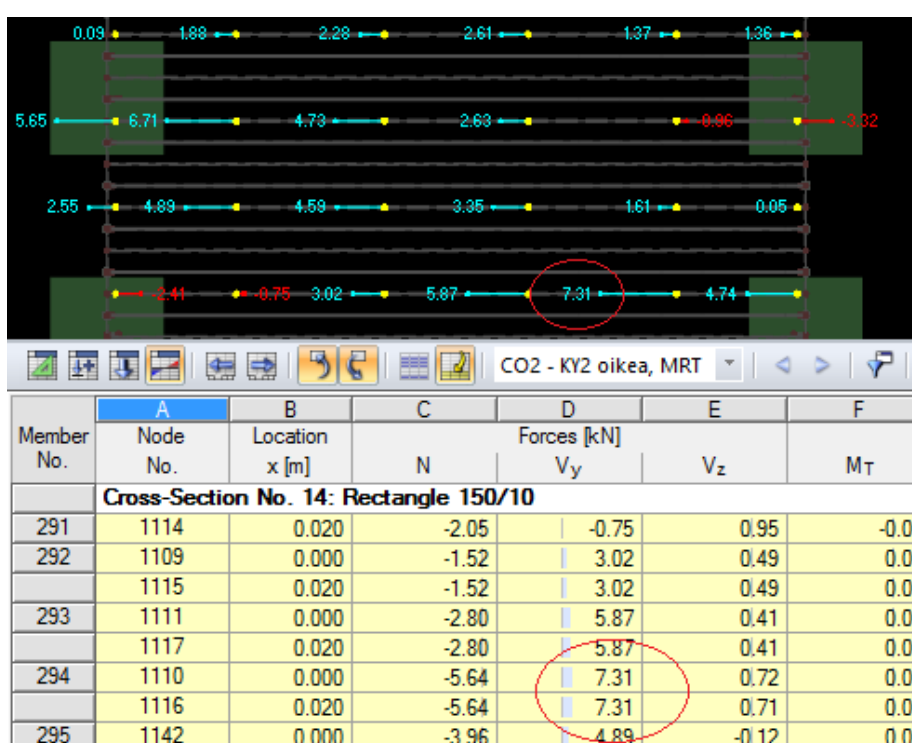 0.09 1.88 2.28 2.61 1.37 1.36
5.65 6.71 4.73 2.63 -0.96 -3.32
2.55 4.89 4.59 3.35 1.61 0.05
-2.41 -0.75 3.02 5.87 7.31 4.74
CO2 - KY2 oikea, MRT
A B C D E F
Member Node Location Forces [kN]
No. No. x [m] N Vy Vz MT
Cross-Section No. 14: Rectangle 150/10
291 1114 0.020 -2.05 -0.75 0.95 -0.0
292 1109 0.000 -1.52 3.02 0.49 0.0
1115 0.020 -1.52 3.02 0.49 0.0
293 1111 0.000 -2.80 5.87 0.41 0.0
1117 0.020 -2.80 5.87 0.41 0.0
294 1110 0.000 -5.64 7.31 0.72 0.0
1116 0.020 -5.64 7.31 0.71 0.0
295 1142 0.000 -3.96 4.89 -0.12 0.0